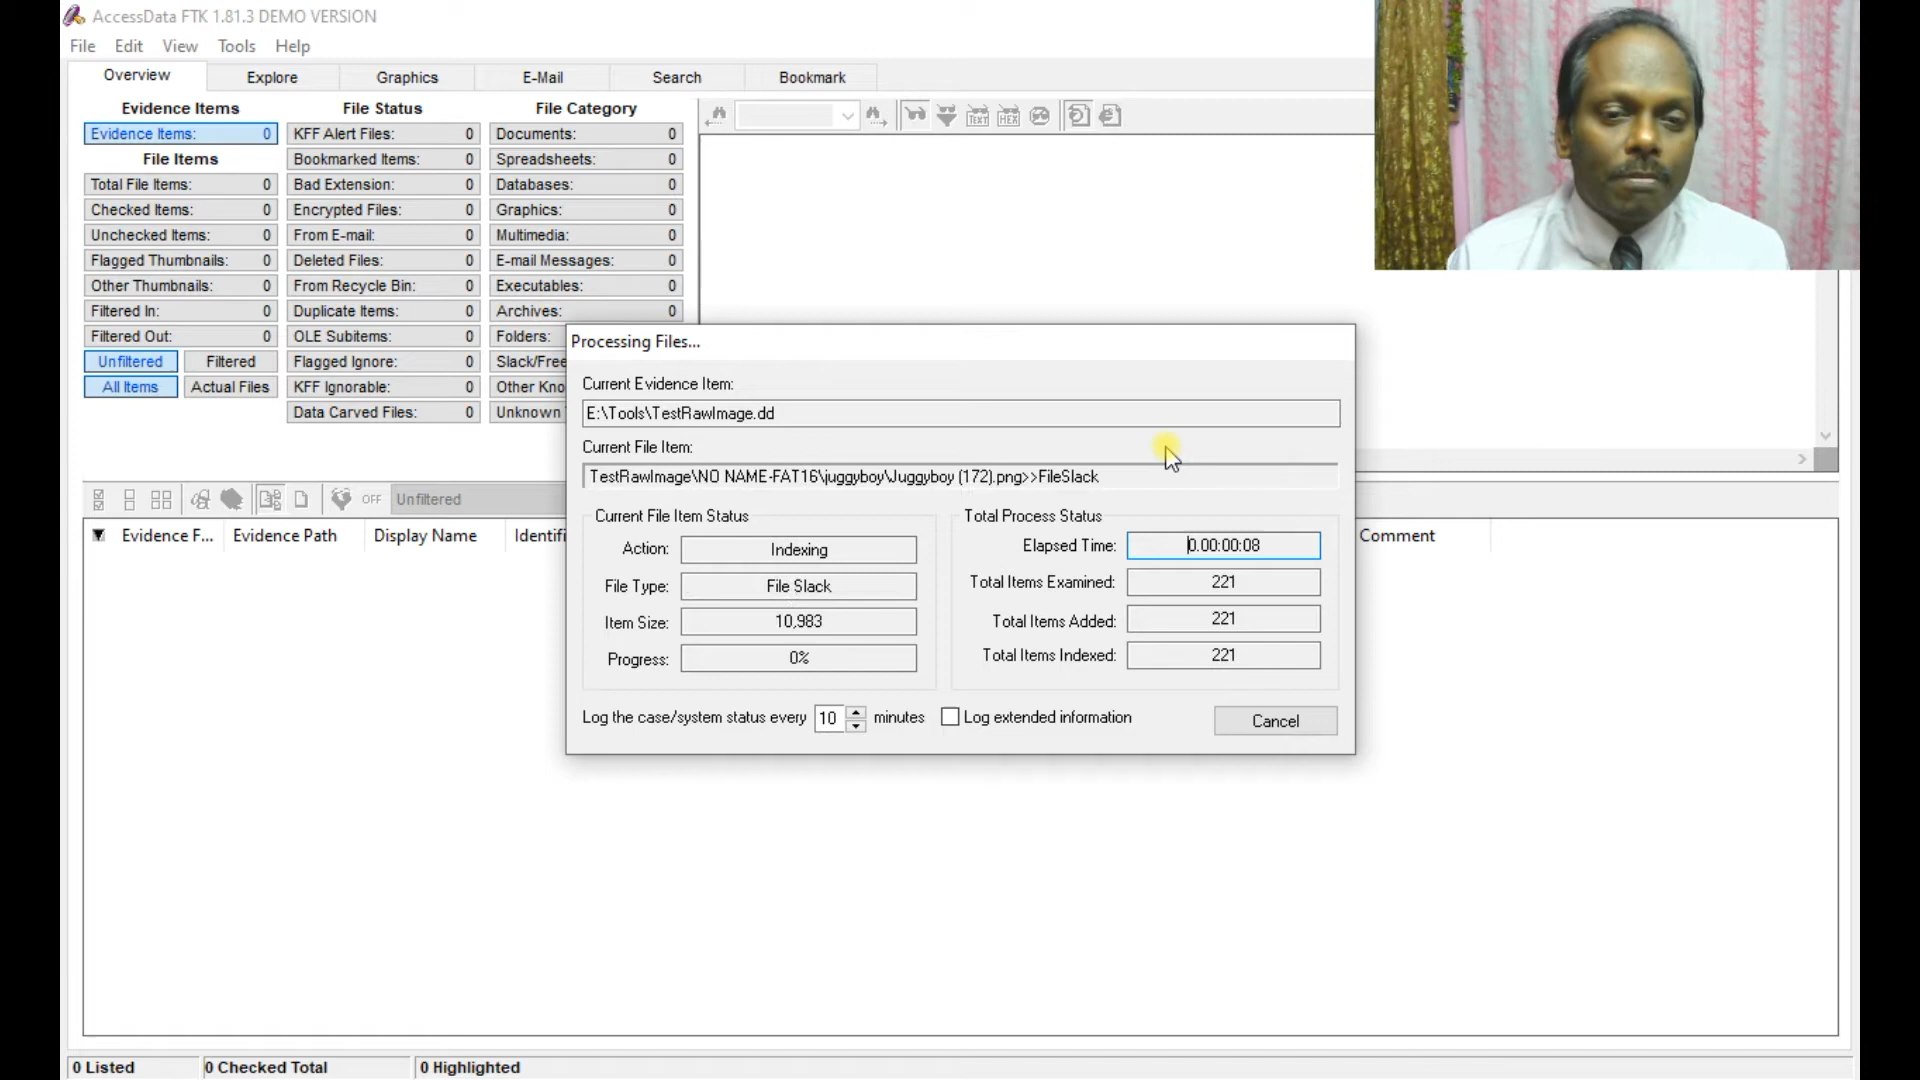 AccessData FTK 1.81.3 DEMO VERSION
File Edit View Tools Help
Overview Explore Graphics E-Mail Search Bookmark
Evidence Items File Status File Category
Evidence Items: 0 KFF Alert Files: 0 Documents: 0
File Items Bookmarked Items: 0 Spreadsheets: 0
Total File Items: 0 Bad Extension: 0 Databases: 0
Checked Items: 0 Encrypted Files: 0 Graphics: 0
Unchecked Items: 0 From E-mail: 0 Multimedia: 0
Flagged Thumbnails: 0 Deleted Files: 0 E-mail Messages: 0
Other Thumbnails: 0 From Recycle Bin: 0 Executables: 0
Filtered In: 0 Duplicate Items: 0 Archives: 0
Filtered Out: 0 OLE Subitems: 0 Folders:
Unfiltered Filtered Flagged Ignore: 0 Slack/Free
All Items Actual Files KFF Ignorable: 0 Other Kno
Data Carved Files: 0 Unknown
TEXT HEX
Processing Files...
Current Evidence Item:
E:\Tools\TestRawImage.dd
Current File Item:
TestRawImage\NO NAME-FAT16\juggyboy\Juggyboy (172).png>>FileSlack
Current File Item Status Total Process Status
Action: Indexing Elapsed Time: 0.00:00:08
File Type: File Slack Total Items Examined: 221
Item Size: 10,983 Total Items Added: 221
Progress: 0% Total Items Indexed: 221
Log the case/system status every 10 minutes Log extended information Cancel
OFF Unfiltered
Evidence F... Evidence Path Display Name Identifi Comment
0 Listed 0 Checked Total 0 Highlighted